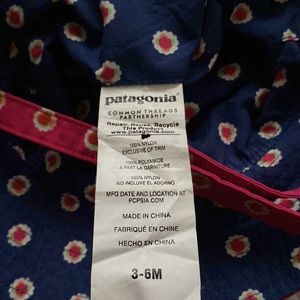 patagonia
COMMON THREADS
PARTNERSHIP
Repair, Reuse, Recycle
This Product
www.patagonia.com
100% NYLON
EXCLUSIVE OF TRIM
100% POLYAMIDE
A PART LA GARNITURE
100% NYLON
NO INCLUYE EL ADORNO
MFG DATE AND LOCATION AT
PCPSIA.COM
MADE IN CHINA
FABRIQUÉ EN CHINE
HECHO EN CHINA
3-6M